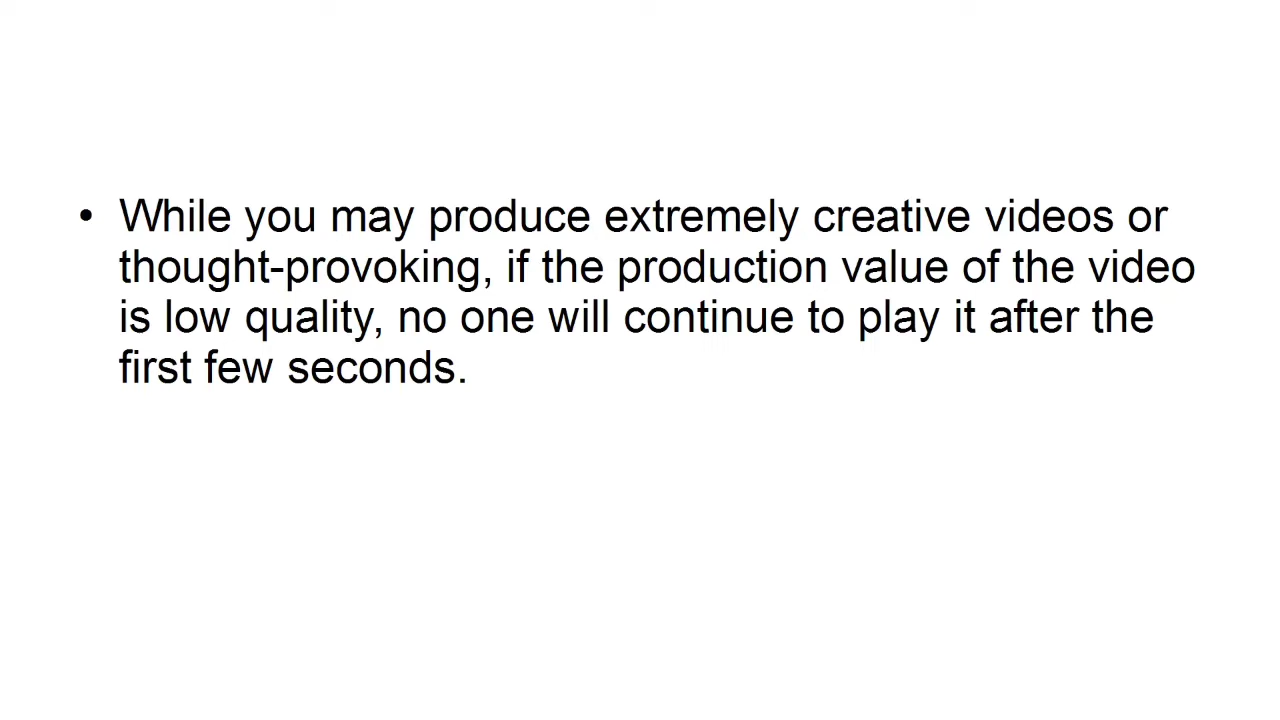 • While you may produce extremely creative videos or
thought-provoking, if the production value of the video
is low quality, no one will continue to play it after the
first few seconds.